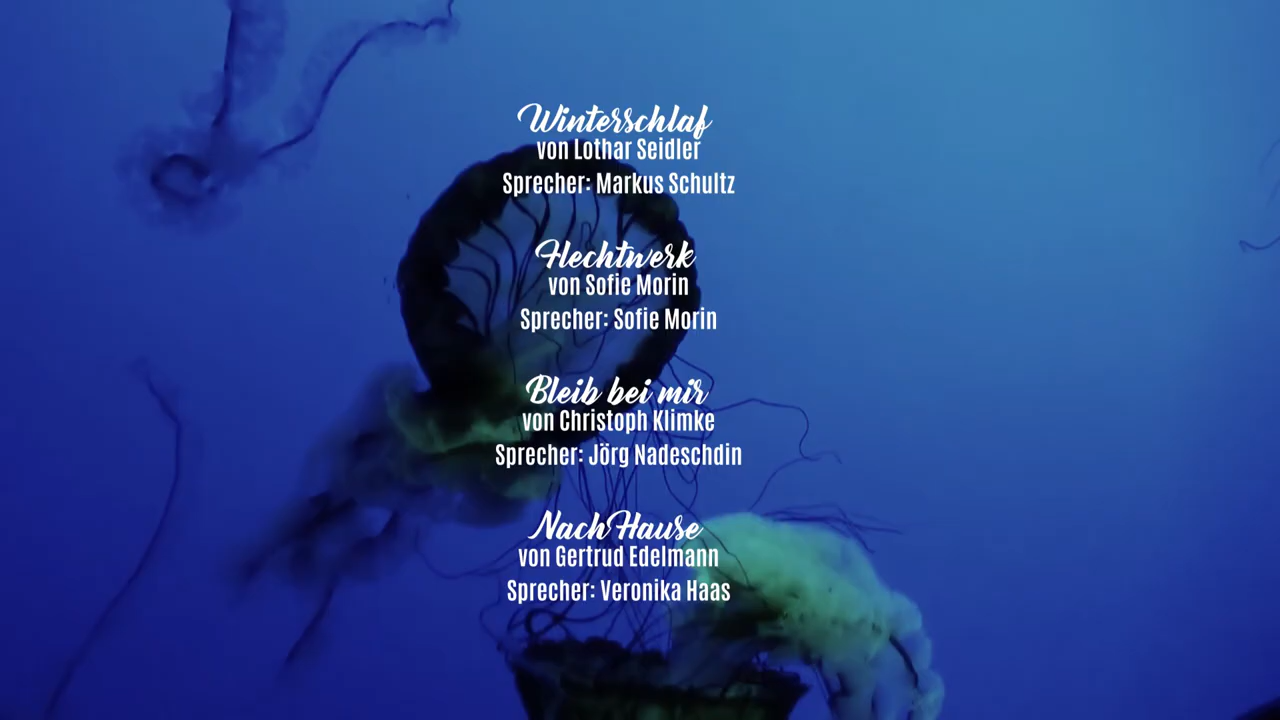 Winterschlaf
von Lothar Seidler
Sprecher: Markus Schultz
Hechtwerk
von Sofie Morin
Sprecher: Sofie Morin
Bleib bei mir
von Christoph Klimke
Sprecher: Jörg Nadeschdin
Nach Hause
von Gertrud Edelmann
Sprecher: Veronika Haas